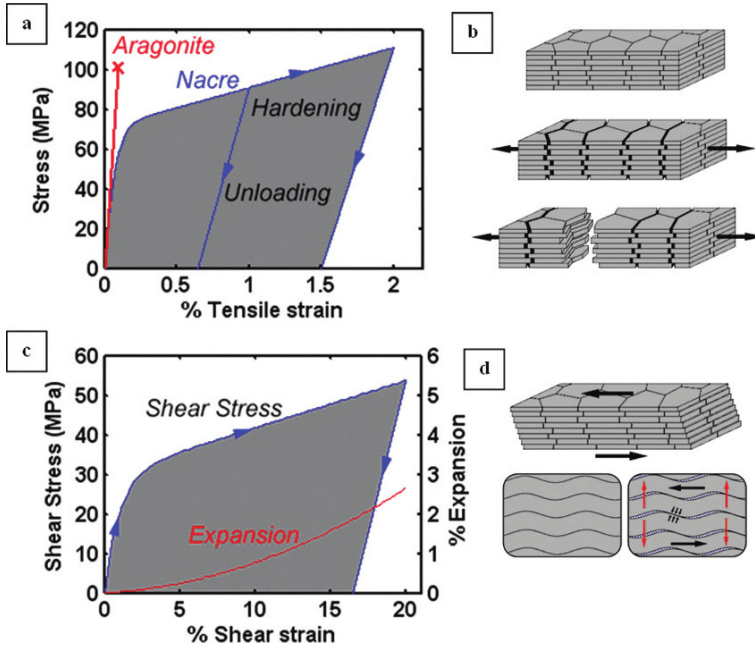 a
120
100
80
60
40
20
0
Stress (MPa)
Aragonite
Nacre
Hardening
Unloading
0 0.5 1 1.5 2
% Tensile strain
b
c
60
50
40
30
20
10
0
Shear Stress (MPa)
Shear Stress
Expansion
6
5
4
3
2
1
0
% Expansion
0 5 10 15 20
% Shear strain
d